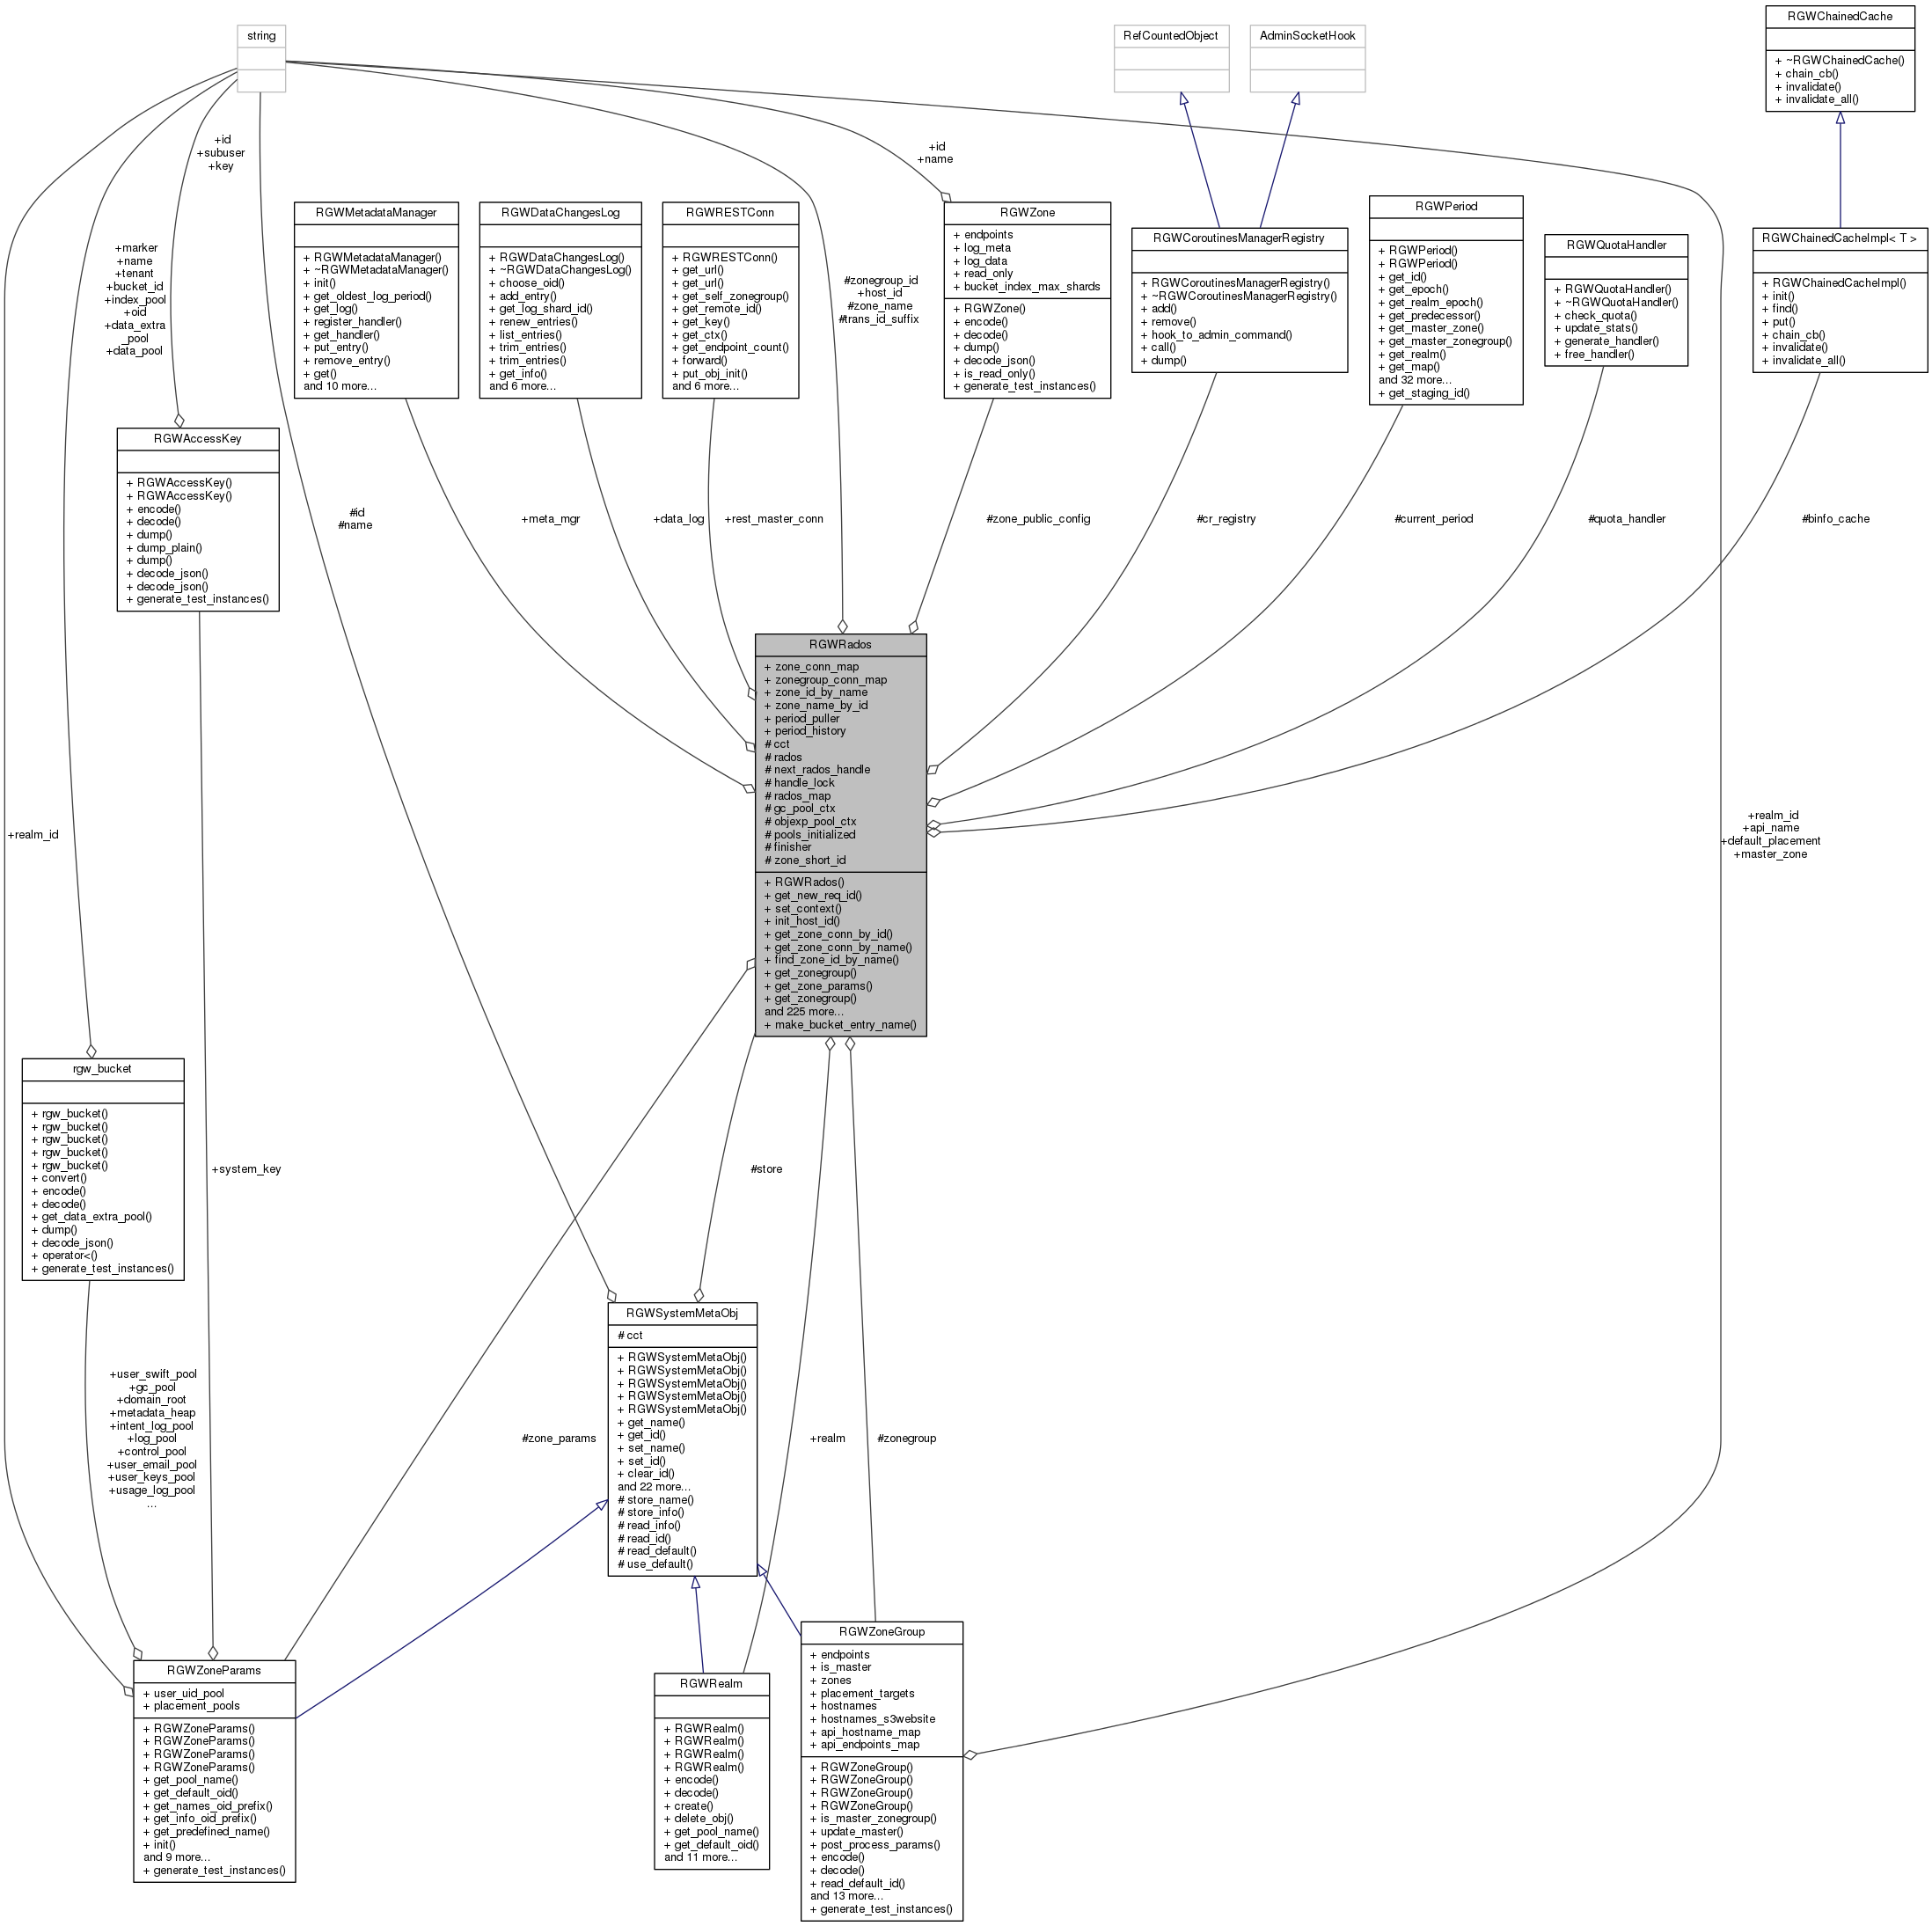 string
RefCountedObject
AdminSocketHook
RGWChainedCache
+ ~RGWChainedCache()
+ chain_cb()
+ invalidate()
+ invalidate_all()
+id
+subuser
+key
+id
+name
RGWMetadataManager
+ RGWMetadataManager()
+ ~RGWMetadataManager()
+ init()
+ get_oldest_log_period()
+ get_log()
+ register_handler()
+ get_handler()
+ put_entry()
+ remove_entry()
+ get()
and 10 more...
RGWDataChangesLog
+ RGWDataChangesLog()
+ ~RGWDataChangesLog()
+ choose_oid()
+ add_entry()
+ get_log_shard_id()
+ renew_entries()
+ list_entries()
+ trim_entries()
+ trim_entries()
+ get_info()
and 6 more...
RGWRESTConn
+ RGWRESTConn()
+ get_url()
+ get_url()
+ get_self_zonegroup()
+ get_remote_id()
+ get_key()
+ get_ctx()
+ get_endpoint_count()
+ forward()
+ put_obj_init()
and 6 more...
#zonegroup_id
+host_id
#zone_name
#trans_id_suffix
RGWZone
+ endpoints
+ log_meta
+ log_data
+ read_only
+ bucket_index_max_shards
+ RGWZone()
+ encode()
+ decode()
+ dump()
+ decode_json()
+ is_read_only()
+ generate_test_instances()
RGWCoroutinesManagerRegistry
+ RGWCoroutinesManagerRegistry()
+ ~RGWCoroutinesManagerRegistry()
+ add()
+ remove()
+ hook_to_admin_command()
+ call()
+ dump()
RGWPeriod
+ RGWPeriod()
+ RGWPeriod()
+ get_id()
+ get_epoch()
+ get_realm_epoch()
+ get_predecessor()
+ get_master_zone()
+ get_master_zonegroup()
+ get_realm()
+ get_map()
and 32 more...
+ get_staging_id()
RGWQuotaHandler
+ RGWQuotaHandler()
+ ~RGWQuotaHandler()
+ check_quota()
+ update_stats()
+ generate_handler()
+ free_handler()
RGWChainedCacheImpl< T >
+ RGWChainedCacheImpl()
+ init()
+ find()
+ put()
+ chain_cb()
+ invalidate()
+ invalidate_all()
+marker
+name
+tenant
+bucket_id
+index_pool
+oid
+data_extra
_pool
+data_pool
RGWAccessKey
+ RGWAccessKey()
+ RGWAccessKey()
+ encode()
+ decode()
+ dump()
+ dump_plain()
+ dump()
+ decode_json()
+ decode_json()
+ generate_test_instances()
#id
#name
+meta_mgr
+data_log
+rest_master_conn
#zone_public_config
#cr_registry
#current_period
#quota_handler
#binfo_cache
RGWRados
+ zone_conn_map
+ zonegroup_conn_map
+ zone_id_by_name
+ zone_name_by_id
+ period_puller
+ period_history
# cct
# rados
# next_rados_handle
# handle_lock
# rados_map
# gc_pool_ctx
# objexp_pool_ctx
# pools_initialized
# finisher
# zone_short_id
+ RGWRados()
+ get_new_req_id()
+ set_context()
+ init_host_id()
+ get_zone_conn_by_id()
+ get_zone_conn_by_name()
+ find_zone_id_by_name()
+ get_zonegroup()
+ get_zone_params()
+ get_zonegroup()
and 225 more...
+ make_bucket_entry_name()
+realm_id
+realm_id
+api_name
+default_placement
+master_zone
rgw_bucket
+ rgw_bucket()
+ rgw_bucket()
+ rgw_bucket()
+ rgw_bucket()
+ rgw_bucket()
+ convert()
+ encode()
+ decode()
+ get_data_extra_pool()
+ dump()
+ decode_json()
+ operator<()
+ generate_test_instances()
+system_key
#store
RGWSystemMetaObj
# cct
+ RGWSystemMetaObj()
+ RGWSystemMetaObj()
+ RGWSystemMetaObj()
+ RGWSystemMetaObj()
+ RGWSystemMetaObj()
+ get_name()
+ get_id()
+ set_name()
+ set_id()
+ clear_id()
and 22 more...
# store_name()
# store_info()
# read_info()
# read_id()
# read_default()
# use_default()
+user_swift_pool
+gc_pool
+domain_root
+metadata_heap
+intent_log_pool
+log_pool
+control_pool
+user_email_pool
+user_keys_pool
+usage_log_pool
...
#zone_params
+realm
#zonegroup
RGWZoneParams
+ user_uid_pool
+ placement_pools
+ RGWZoneParams()
+ RGWZoneParams()
+ RGWZoneParams()
+ RGWZoneParams()
+ get_pool_name()
+ get_default_oid()
+ get_names_oid_prefix()
+ get_info_oid_prefix()
+ get_predefined_name()
+ init()
and 9 more...
+ generate_test_instances()
RGWRealm
+ RGWRealm()
+ RGWRealm()
+ RGWRealm()
+ RGWRealm()
+ encode()
+ decode()
+ create()
+ delete_obj()
+ get_pool_name()
+ get_default_oid()
and 11 more...
RGWZoneGroup
+ endpoints
+ is_master
+ zones
+ placement_targets
+ hostnames
+ hostnames_s3website
+ api_hostname_map
+ api_endpoints_map
+ RGWZoneGroup()
+ RGWZoneGroup()
+ RGWZoneGroup()
+ RGWZoneGroup()
+ is_master_zonegroup()
+ update_master()
+ post_process_params()
+ encode()
+ decode()
+ read_default_id()
and 13 more...
+ generate_test_instances()